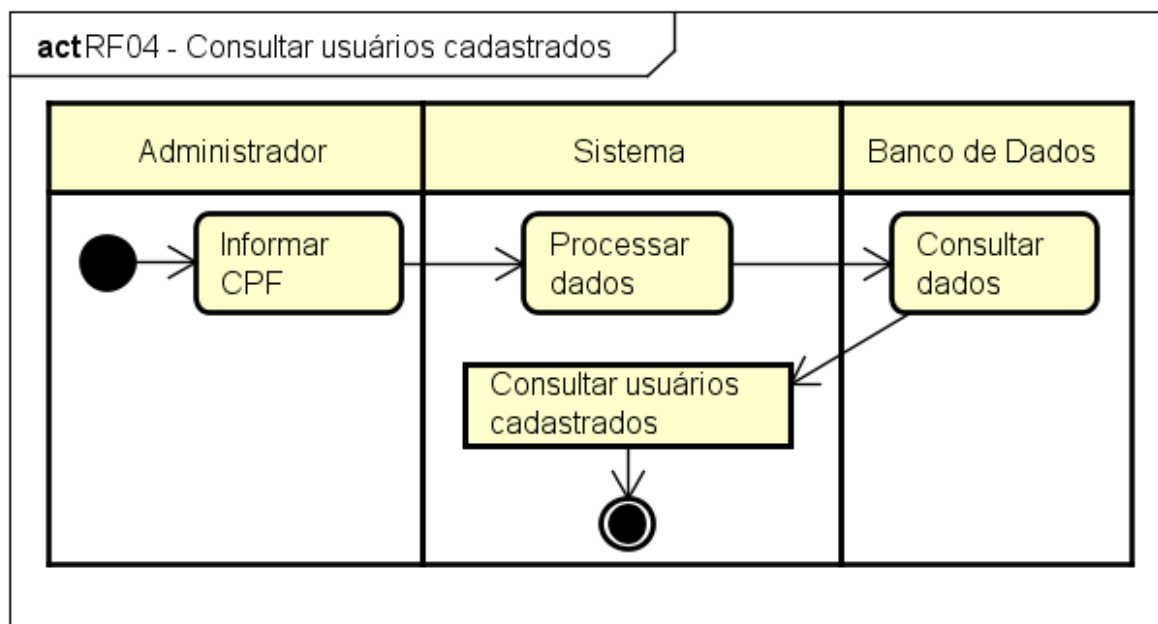 act RF04 - Consultar usuários cadastrados
Administrador
Sistema
Banco de Dados
Informar
CPF
Processar
dados
Consultar
dados
Consultar usuários
cadastrados